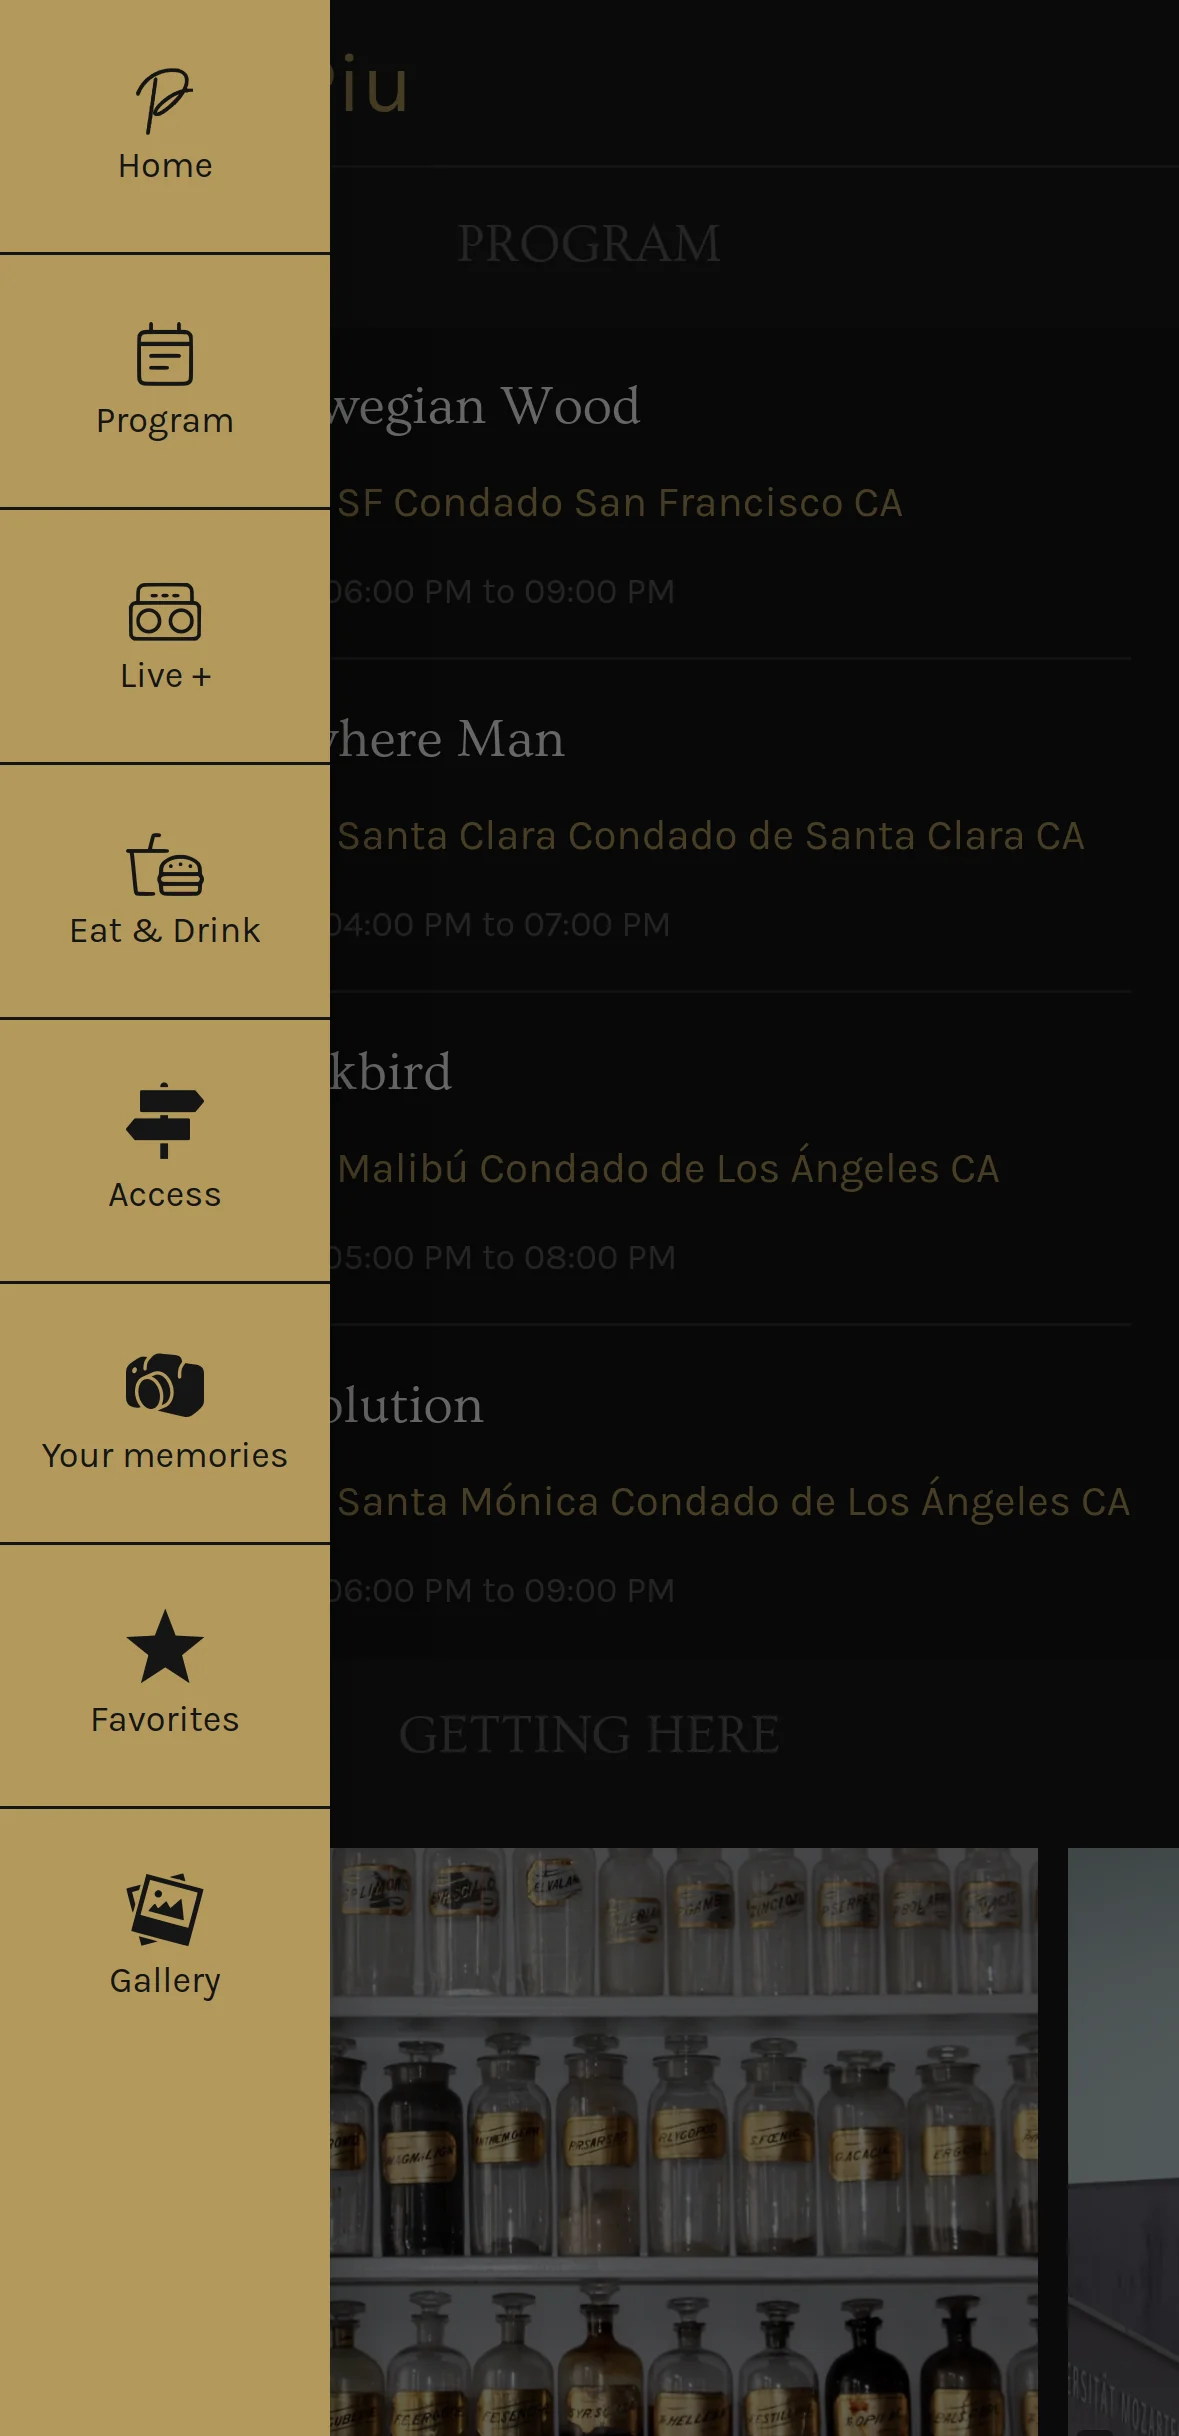 Home
Program
Live +
Eat & Drink
Access
Your memories
Favorites
Gallery
iu
PROGRAM
wegian Wood
SF Condado San Francisco CA
06:00 PM to 09:00 PM
here Man
Santa Clara Condado de Santa Clara CA
04:00 PM to 07:00 PM
kbird
Malibú Condado de Los Ángeles CA
05:00 PM to 08:00 PM
olution
Santa Mónica Condado de Los Ángeles CA
06:00 PM to 09:00 PM
GETTING HERE